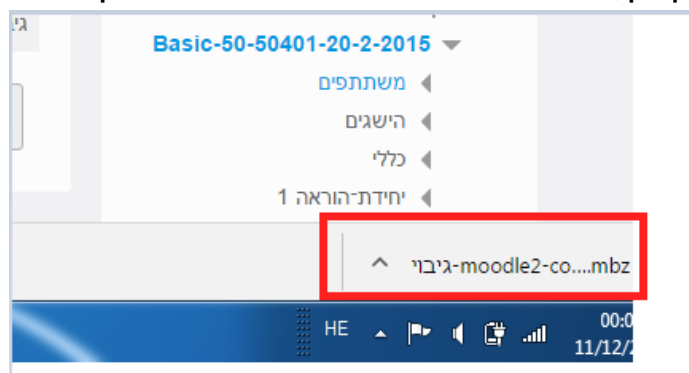 Basic-50-50401-20-2-2015
משתתפים
הישגים
כללי
יחידת־הוראה 1
גיבוי-moodle2-co....mbz
HE
00:0
11/12/2